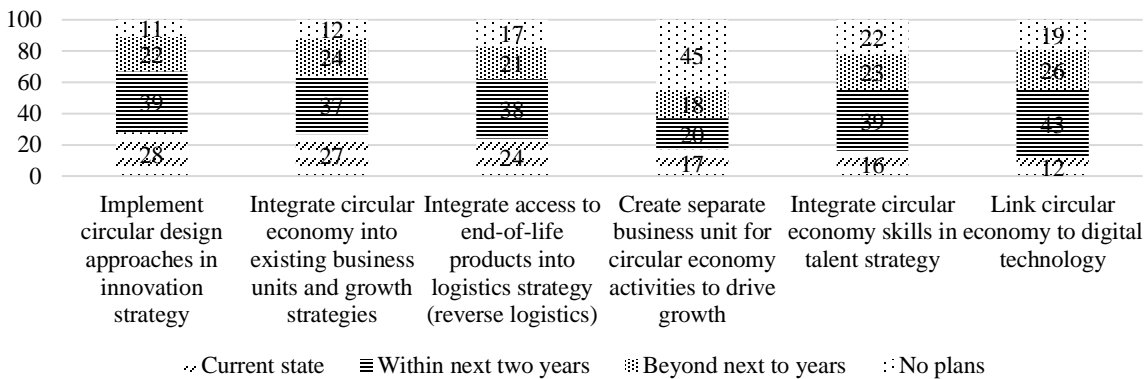 100
80
60
40
20
0
11 12 17 45 22 19
22 24 21 18 23 26
39 37 38 20 39 43
28 27 24 17 16 12
Implement Integrate circular Integrate access to Create separate Integrate circular Link circular
circular design economy into end-of-life business unit for economy skills in economy to digital
approaches in existing business products into circular economy talent strategy technology
innovation units and growth logistics strategy activities to drive
strategy strategies (reverse logistics) growth
Current state Within next two years Beyond next to years No plans